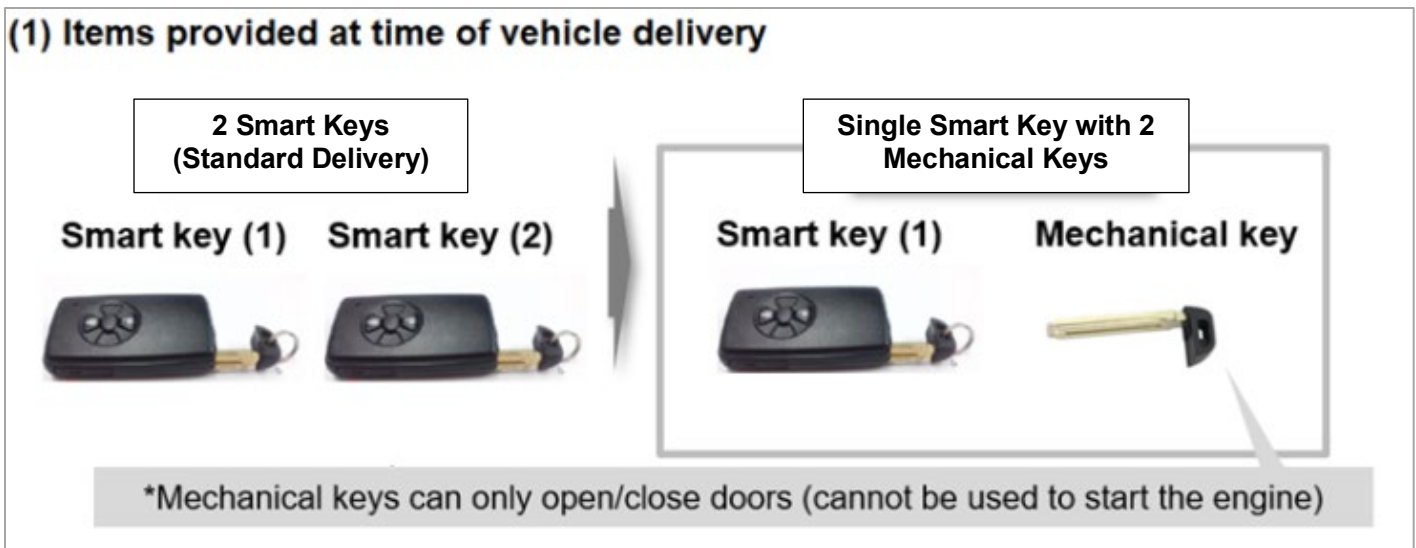 (1) Items provided at time of vehicle delivery
2 Smart Keys
(Standard Delivery)
Single Smart Key with 2
Mechanical Keys
Smart key (1)
Smart key (2)
Smart key (1)
Mechanical key
*Mechanical keys can only open/close doors (cannot be used to start the engine)